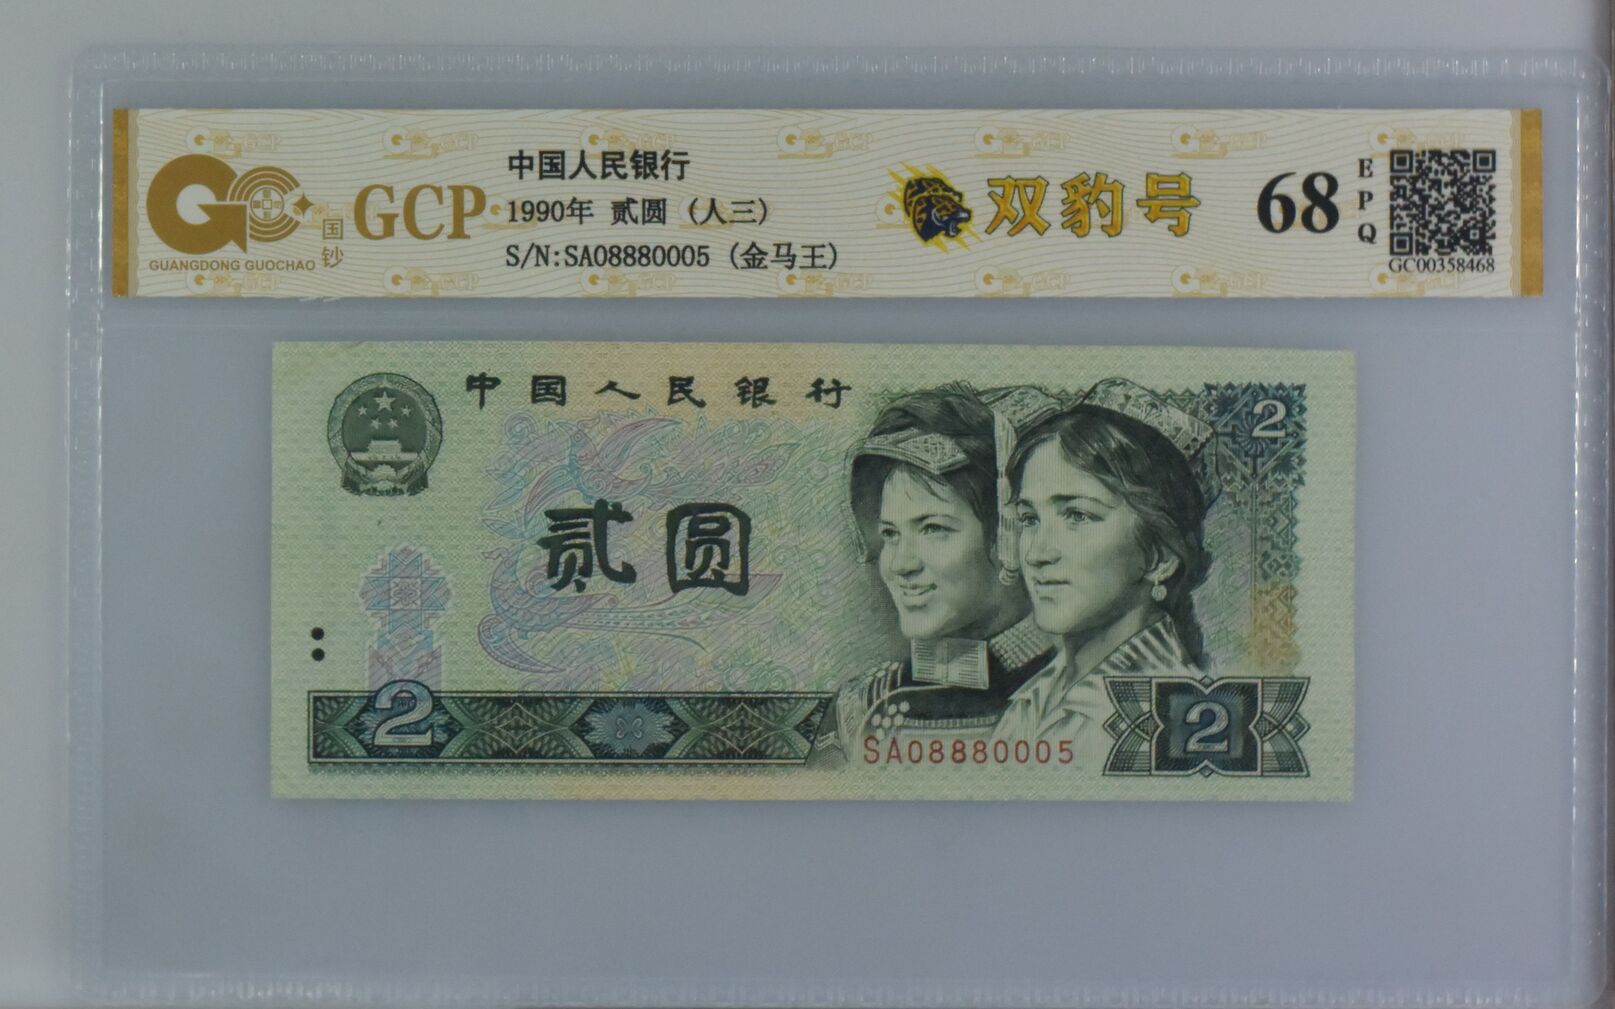 GUANGDONG GUOCHAO
国钞
GCP
中国人民银行
1990年 贰圆 (人三)
S/N:SA08880005 (金马王)
双豹号
68
EPQ
GC00358468
中国人民银行
2
贰圆
2
SA08880005
2